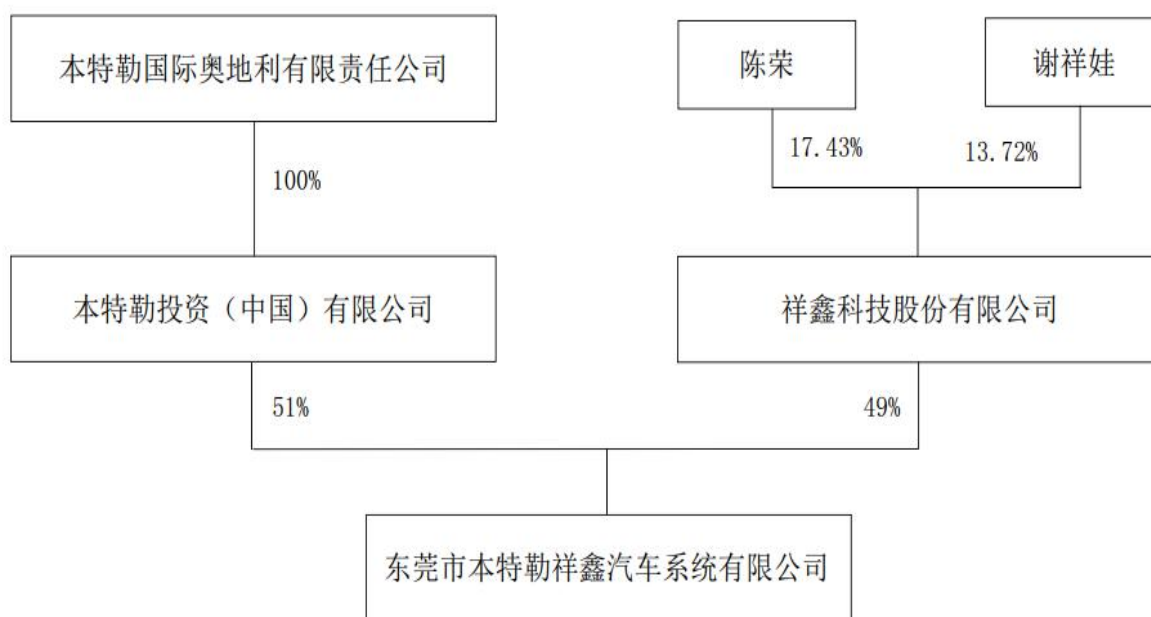 本特勒国际奥地利有限责任公司
陈荣
谢祥娃
17.43%
13.72%
100%
本特勒投资（中国）有限公司
祥鑫科技股份有限公司
51%
49%
东莞市本特勒祥鑫汽车系统有限公司